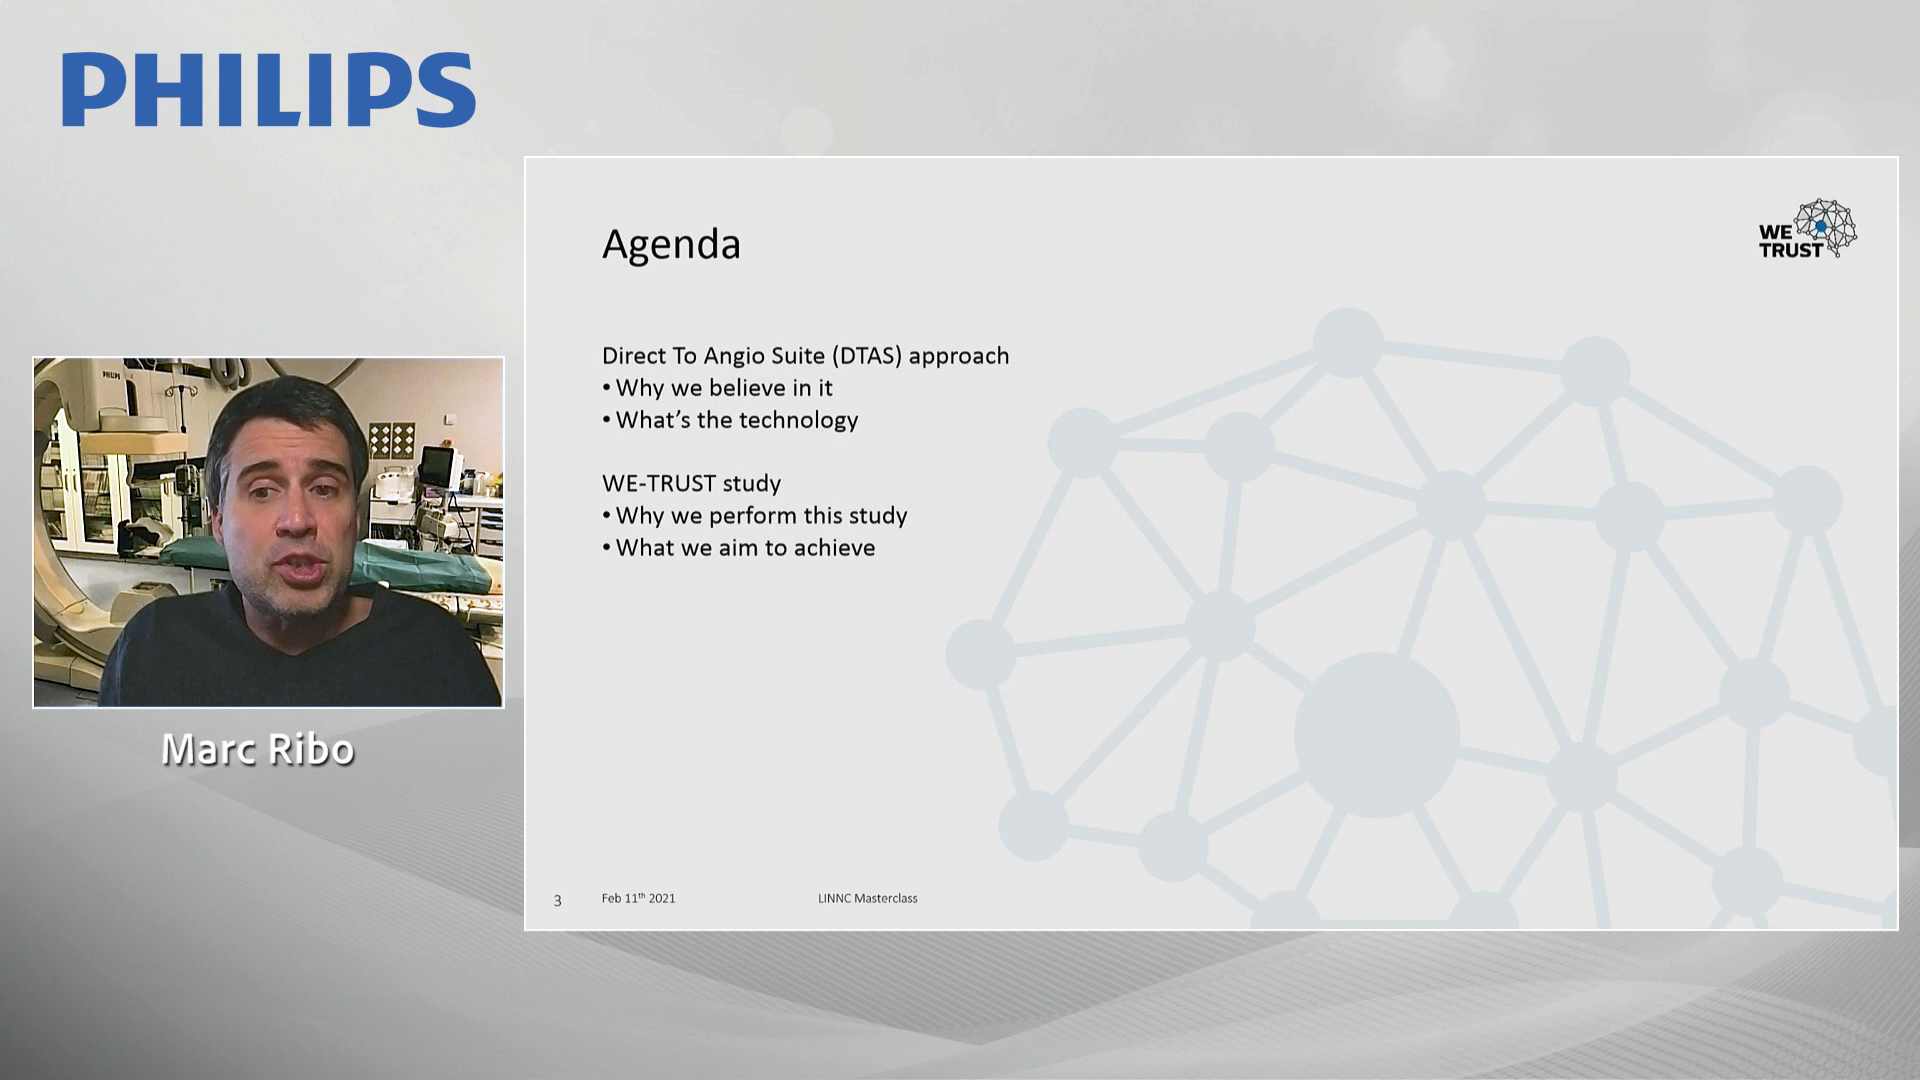 PHILIPS
Agenda
WE
TRUST
Direct To Angio Suite (DTAS) approach
• Why we believe in it
• What's the technology
WE-TRUST study
• Why we perform this study
• What we aim to achieve
3 Feb 11th 2021 LINNC Masterclass
PHILIPS
Marc Ribo